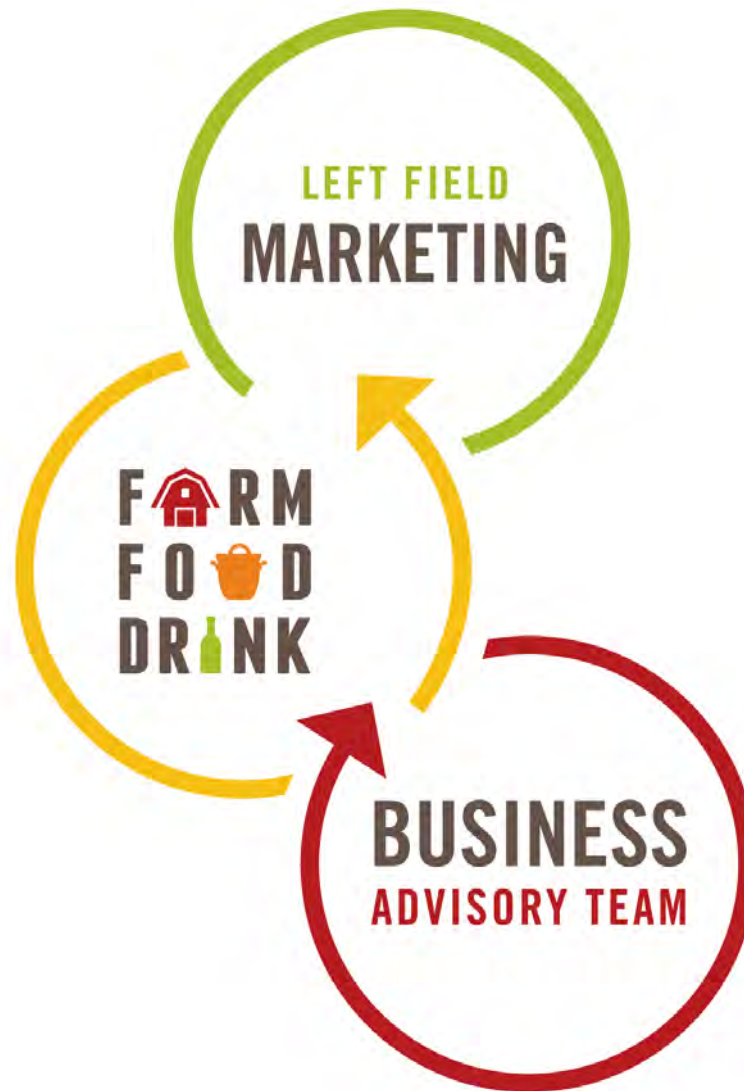 LEFT FIELD
MARKETING
FARM
FOOD
DRINK
BUSINESS
ADVISORY TEAM